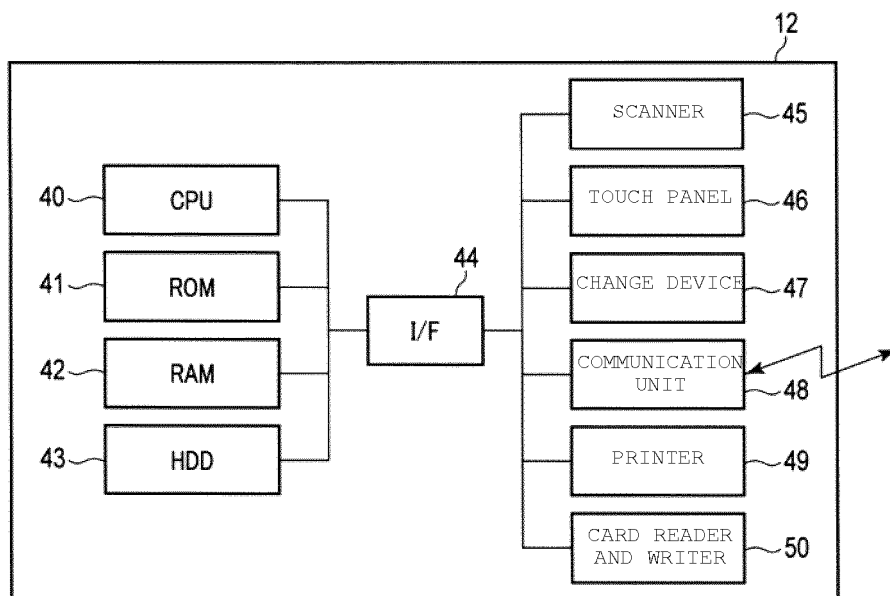 12
SCANNER
45
40
CPU
TOUCH PANEL
46
44
41
ROM
CHANGE DEVICE
47
I/F
42
RAM
COMMUNICATION
UNIT
48
43
HDD
PRINTER
49
CARD READER
AND WRITER
50